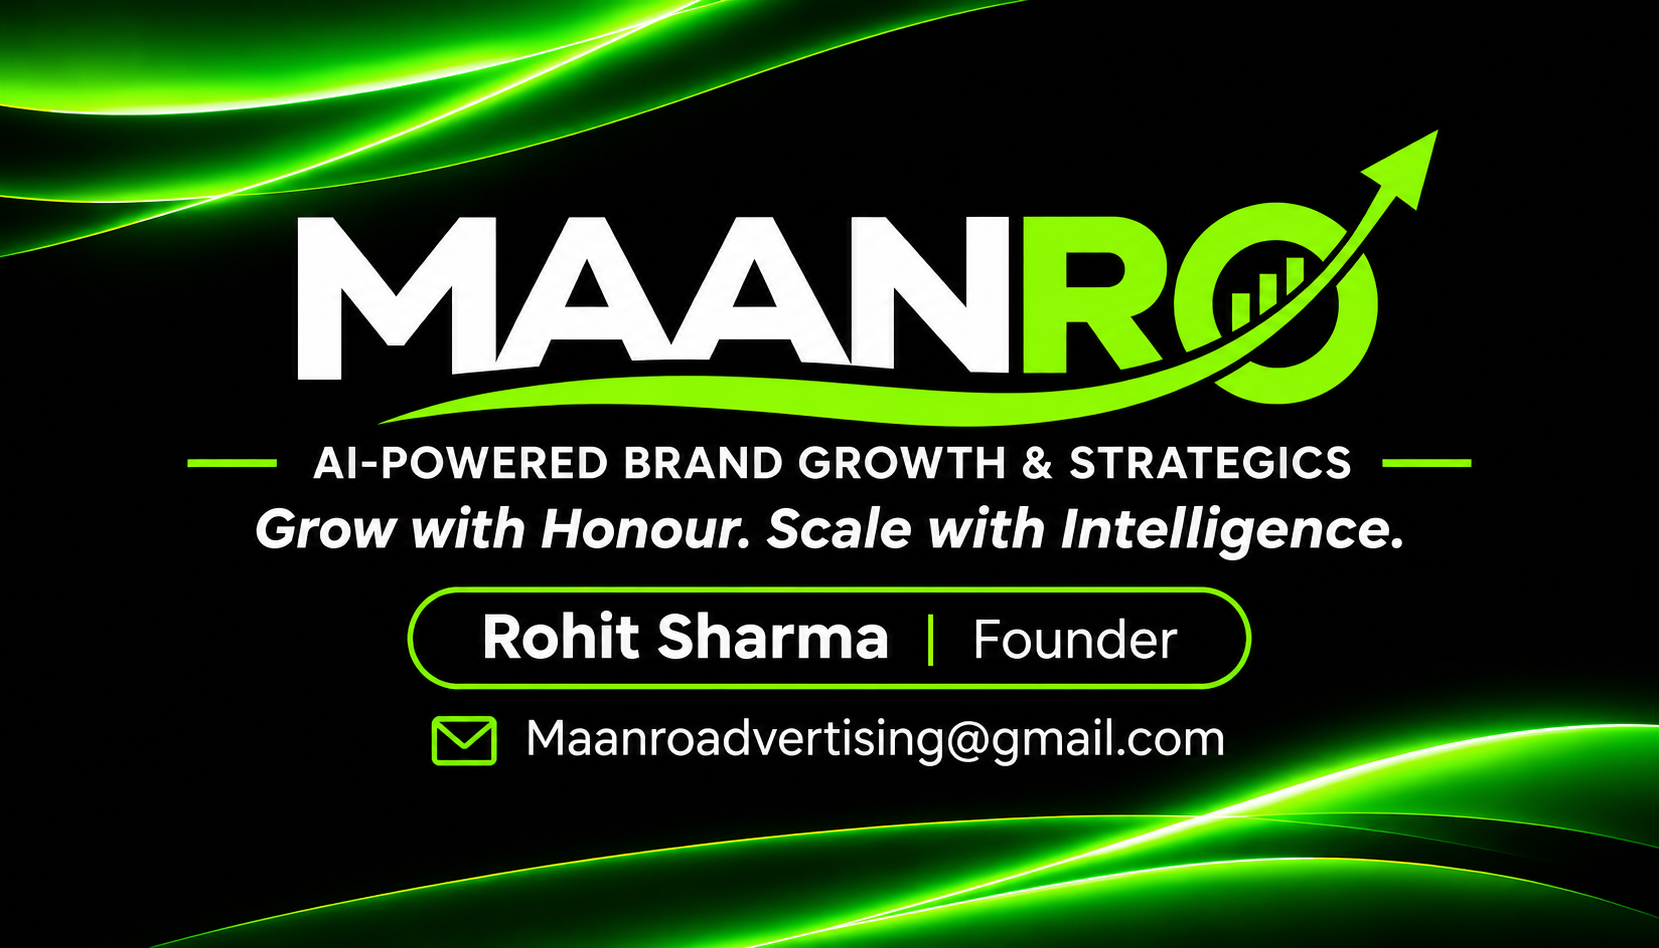 MAANRO
AI-POWERED BRAND GROWTH & STRATEGICS
Grow with Honour. Scale with Intelligence.
Rohit Sharma | Founder
Maanroadvertising@gmail.com